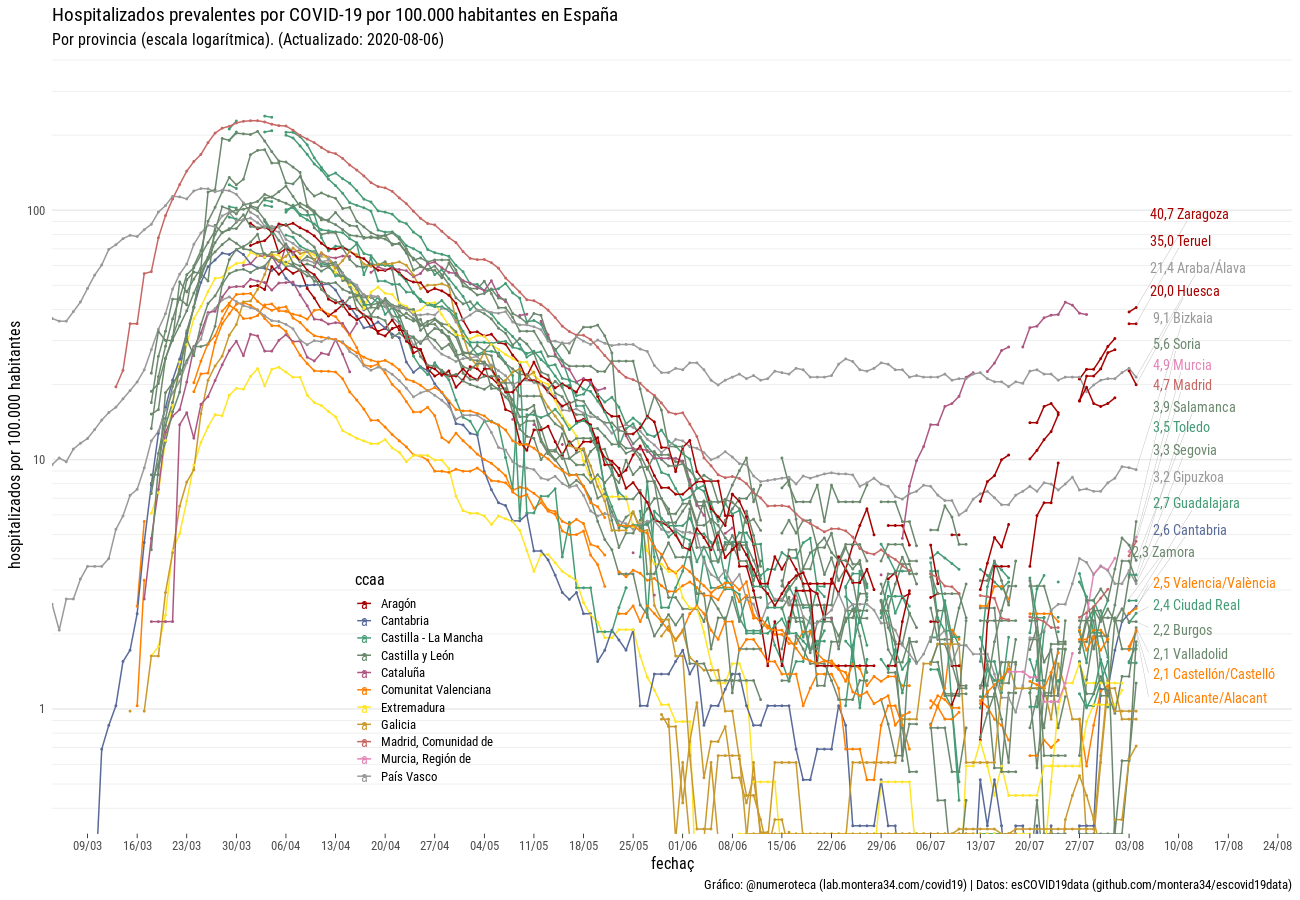 Hospitalizados prevalentes por COVID-19 por 100.000 habitantes en España
Por provincia (escala logarítmica). (Actualizado: 2020-08-06)
hospitalizados por 100.000 habitantes
100
10
1
40,7 Zaragoza
35,0 Teruel
21,4 Araba/Álava
20,0 Huesca
9,1 Bizkaia
5,6 Soria
4,9 Murcia
4,7 Madrid
3,9 Salamanca
3,5 Toledo
3,3 Segovia
3,2 Gipuzkoa
2,7 Guadalajara
2,6 Cantabria
2,3 Zamora
2,5 Valencia/València
2,4 Ciudad Real
2,2 Burgos
2,1 Valladolid
2,1 Castellón/Castelló
2,0 Alicante/Alacant
ccaa
Aragón
Cantabria
Castilla - La Mancha
Castilla y León
Cataluña
Comunitat Valenciana
Extremadura
Galicia
Madrid, Comunidad de
Murcia, Región de
País Vasco
09/03 16/03 23/03 30/03 06/04 13/04 20/04 27/04 04/05 11/05 18/05 25/05 01/06 08/06 15/06 22/06 29/06 06/07 13/07 20/07 27/07 03/08 10/08 17/08 24/08
fechaç
Gráfico: @numeroteca (lab.montera34.com/covid19) | Datos: esCOVID19data (github.com/montera34/escovid19data)